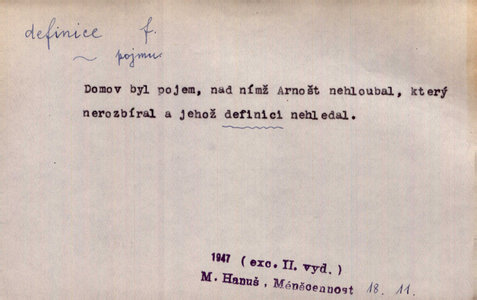 definice f.
~ pojmu
Domov byl pojem, nad nímž Arnošt nehloubal, který
nerozbíral a jehož definici nehledal.
1947 (exc. II. vyd.)
M. Hanuš, Méněcennost 18. 11.